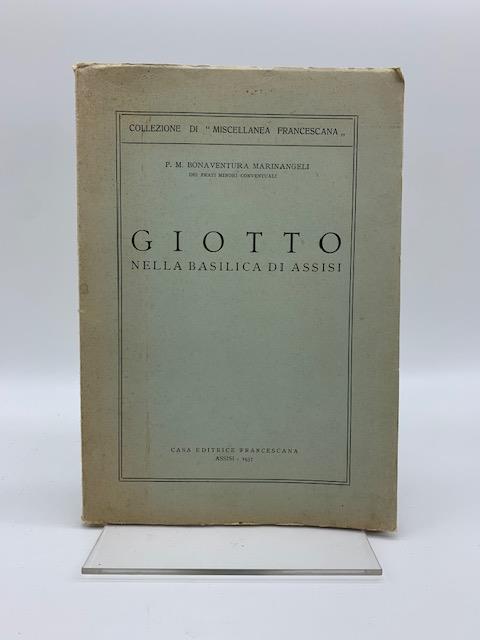 COLLEZIONE DI " MISCELLANEA FRANCESCANA „
P. M. BONAVENTURA MARINANGELI
DEI FRATI MINORI CONVENTUALI
GIOTTO
NELLA BASILICA DI ASSISI
CASA EDITRICE FRANCESCANA
ASSISI - 1937